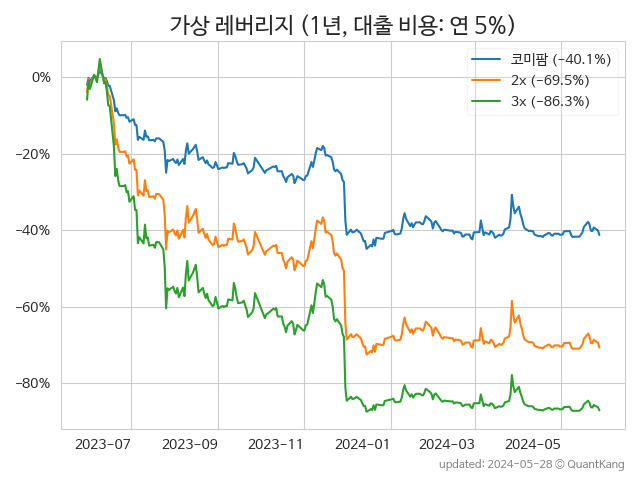 가상 레버리지 (1년, 대출 비용: 연 5%)
코미팜 (−40.1%)
2x (−69.5%)
3x (−86.3%)
0%
−20%
−40%
−60%
−80%
2023−07 2023−09 2023−11 2024−01 2024−03 2024−05
updated: 2024-05-28 © QuantKang